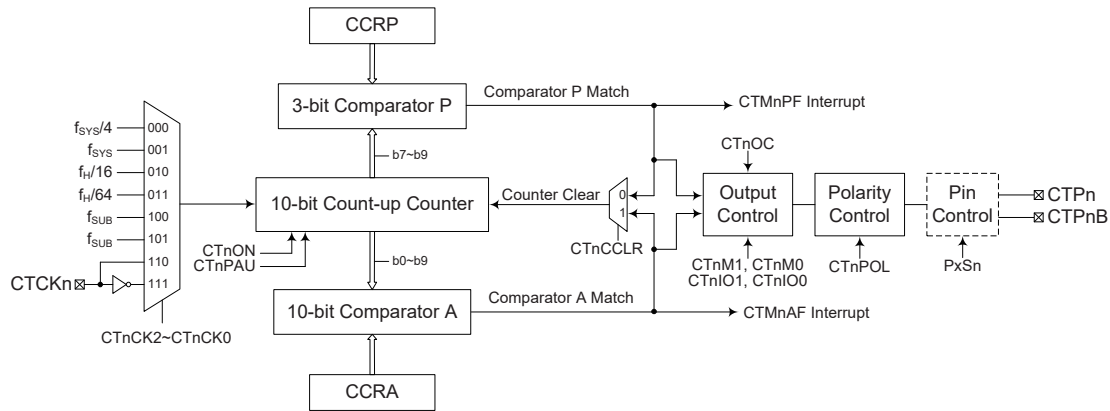 CCRP
3-bit Comparator P
Comparator P Match
CTMnPF Interrupt
fSYS/4
000
fSYS
001
fH/16
010
fH/64
011
fSUB
100
fSUB
101
110
111
CTCKn
CTnCK2~CTnCK0
b7~b9
10-bit Count-up Counter
CTnON
CTnPAU
Counter Clear
0
1
CTnCCLR
CTnOC
Output
Control
CTnM1, CTnM0
CTnIO1, CTnIO0
Polarity
Control
CTnPOL
Pin
Control
PxSn
CTPn
CTPnB
b0~b9
10-bit Comparator A
Comparator A Match
CTMnAF Interrupt
CCRA